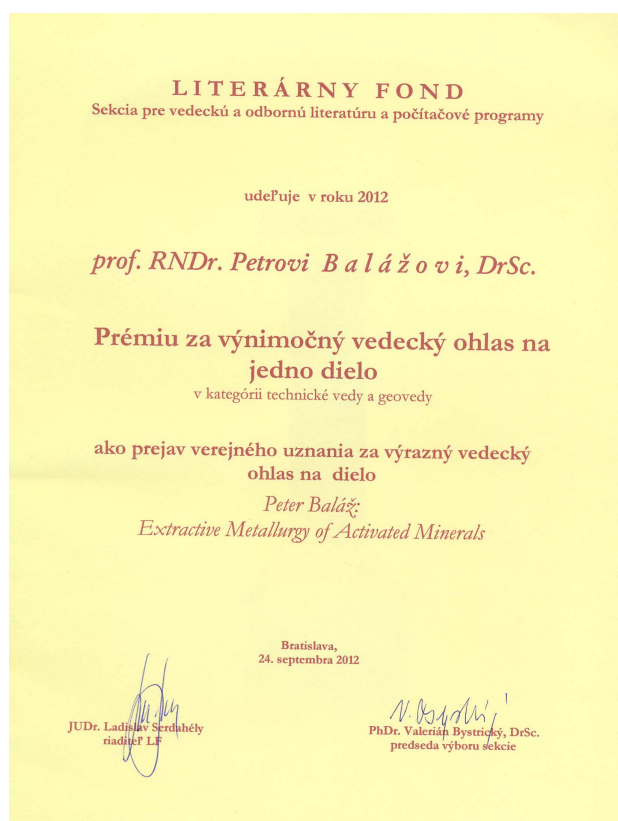 LITERÁRNY FOND
Sekcia pre vedeckú a odbornú literatúru a počítačové programy
udeľuje v roku 2012
prof. RNDr. Petrovi B a l á ž o v i, DrSc.
Prémiu za výnimočný vedecký ohlas na
jedno dielo
v kategórii technické vedy a geovedy
ako prejav verejného uznania za výrazný vedecký
ohlas na dielo
Peter Baláž:
Extractive Metallurgy of Activated Minerals
Bratislava,
24. septembra 2012
JUDr. Ladislav Serdahély
riaditeľ LF
PhDr. Valerián Bystrický, DrSc.
predseda výboru sekcie